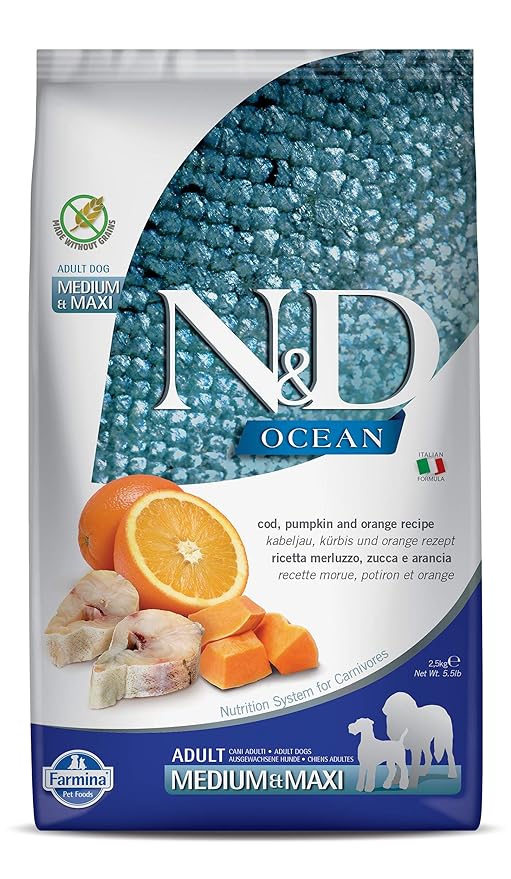 MADE WITHOUT GRAINS
ADULT DOG
MEDIUM
& MAXI
N&D
OCEAN
ITALIAN
FORMULA
cod, pumpkin and orange recipe
kabeljau, kürbis und orange rezept
ricetta merluzzo, zucca e arancia
recette morue, potiron et orange
2,5kg℮
Net Wt. 5.5lb
Nutrition System for Carnivores
ADULT CANI ADULTI • ADULT DOGS
AUSGEWACHSENE HUNDE • CHIENS ADULTES
MEDIUM&MAXI
Farmina
Pet Foods